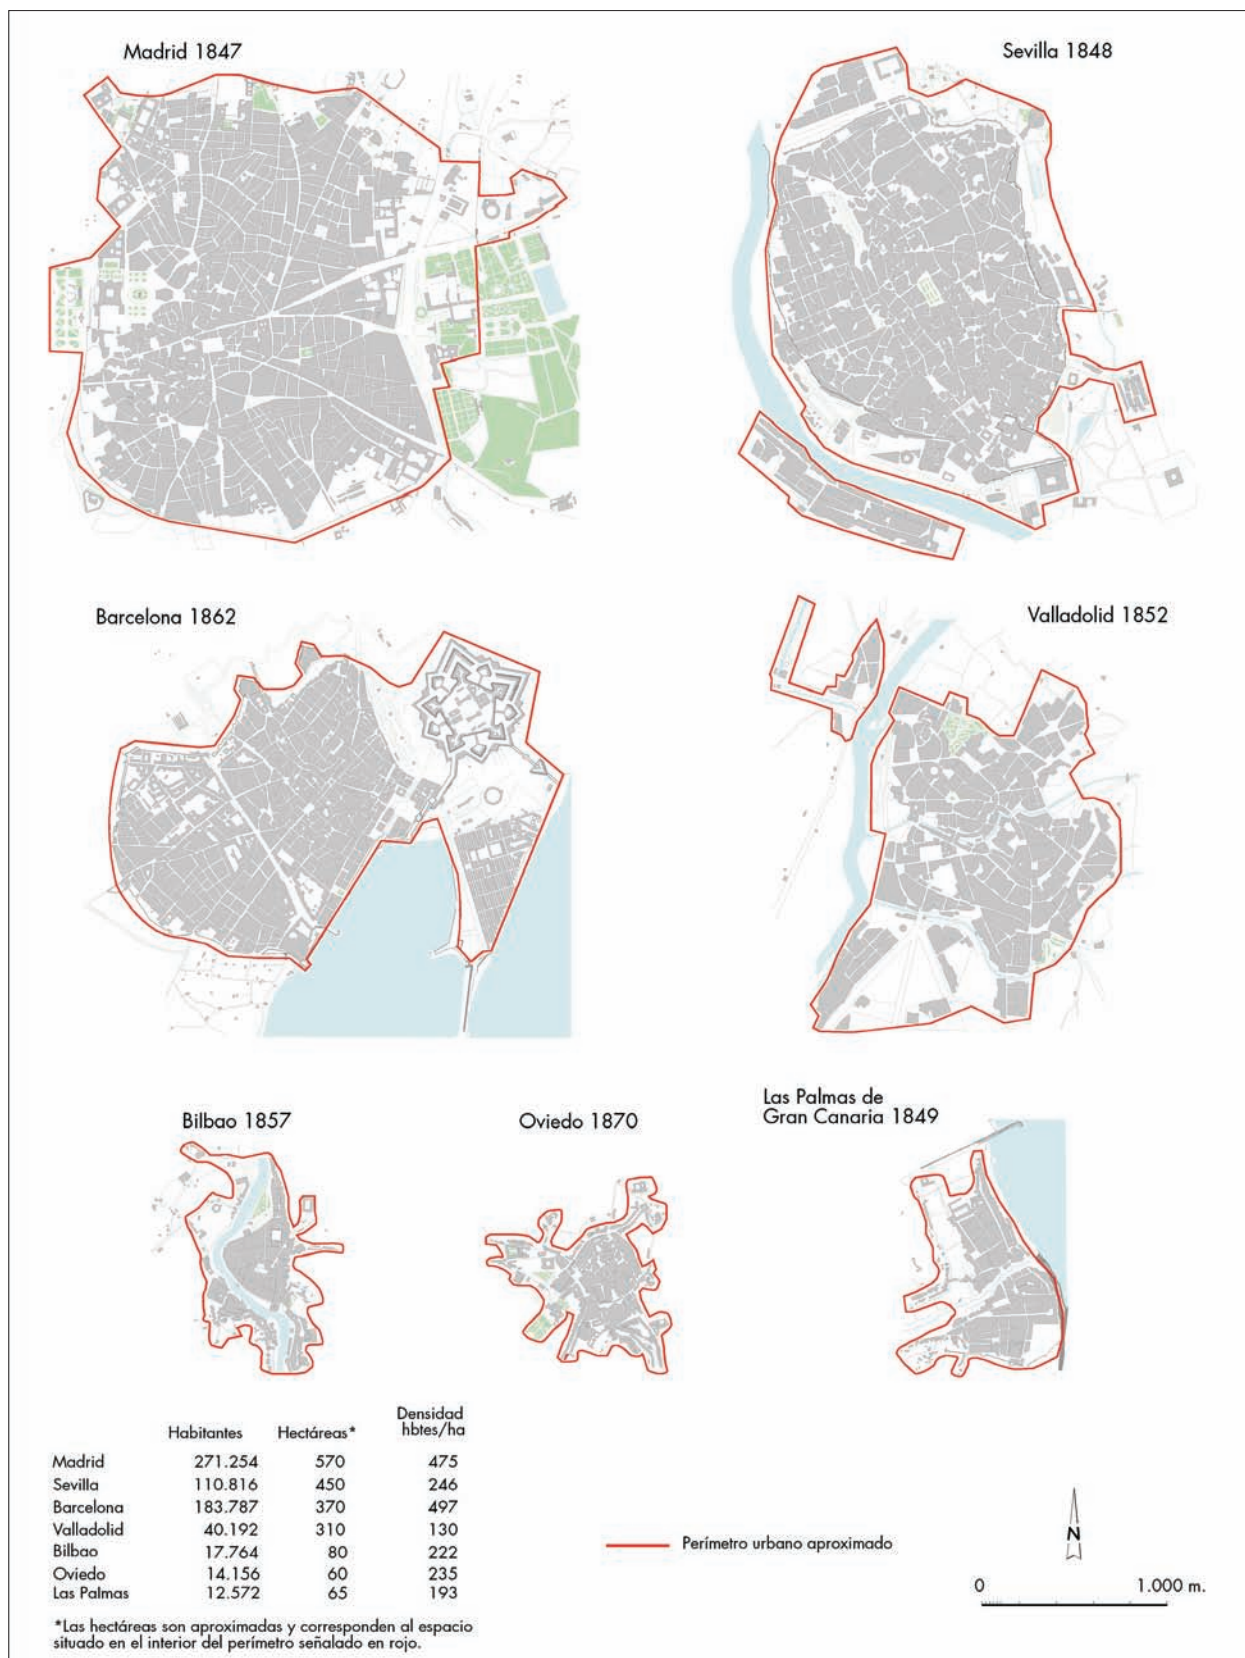 Madrid 1847
Sevilla 1848
Barcelona 1862
Valladolid 1852
Bilbao 1857
Oviedo 1870
Las Palmas de
Gran Canaria 1849
Habitantes Hectáreas* Densidad
hbtes/ha
Madrid 271.254 570 475
Sevilla 110.816 450 246
Barcelona 183.787 370 497
Valladolid 40.192 310 130
Bilbao 17.764 80 222
Oviedo 14.156 60 235
Las Palmas 12.572 65 193
*Las hectáreas son aproximadas y corresponden al espacio
situado en el interior del perímetro señalado en rojo.
Perímetro urbano aproximado
N
0 1.000 m.